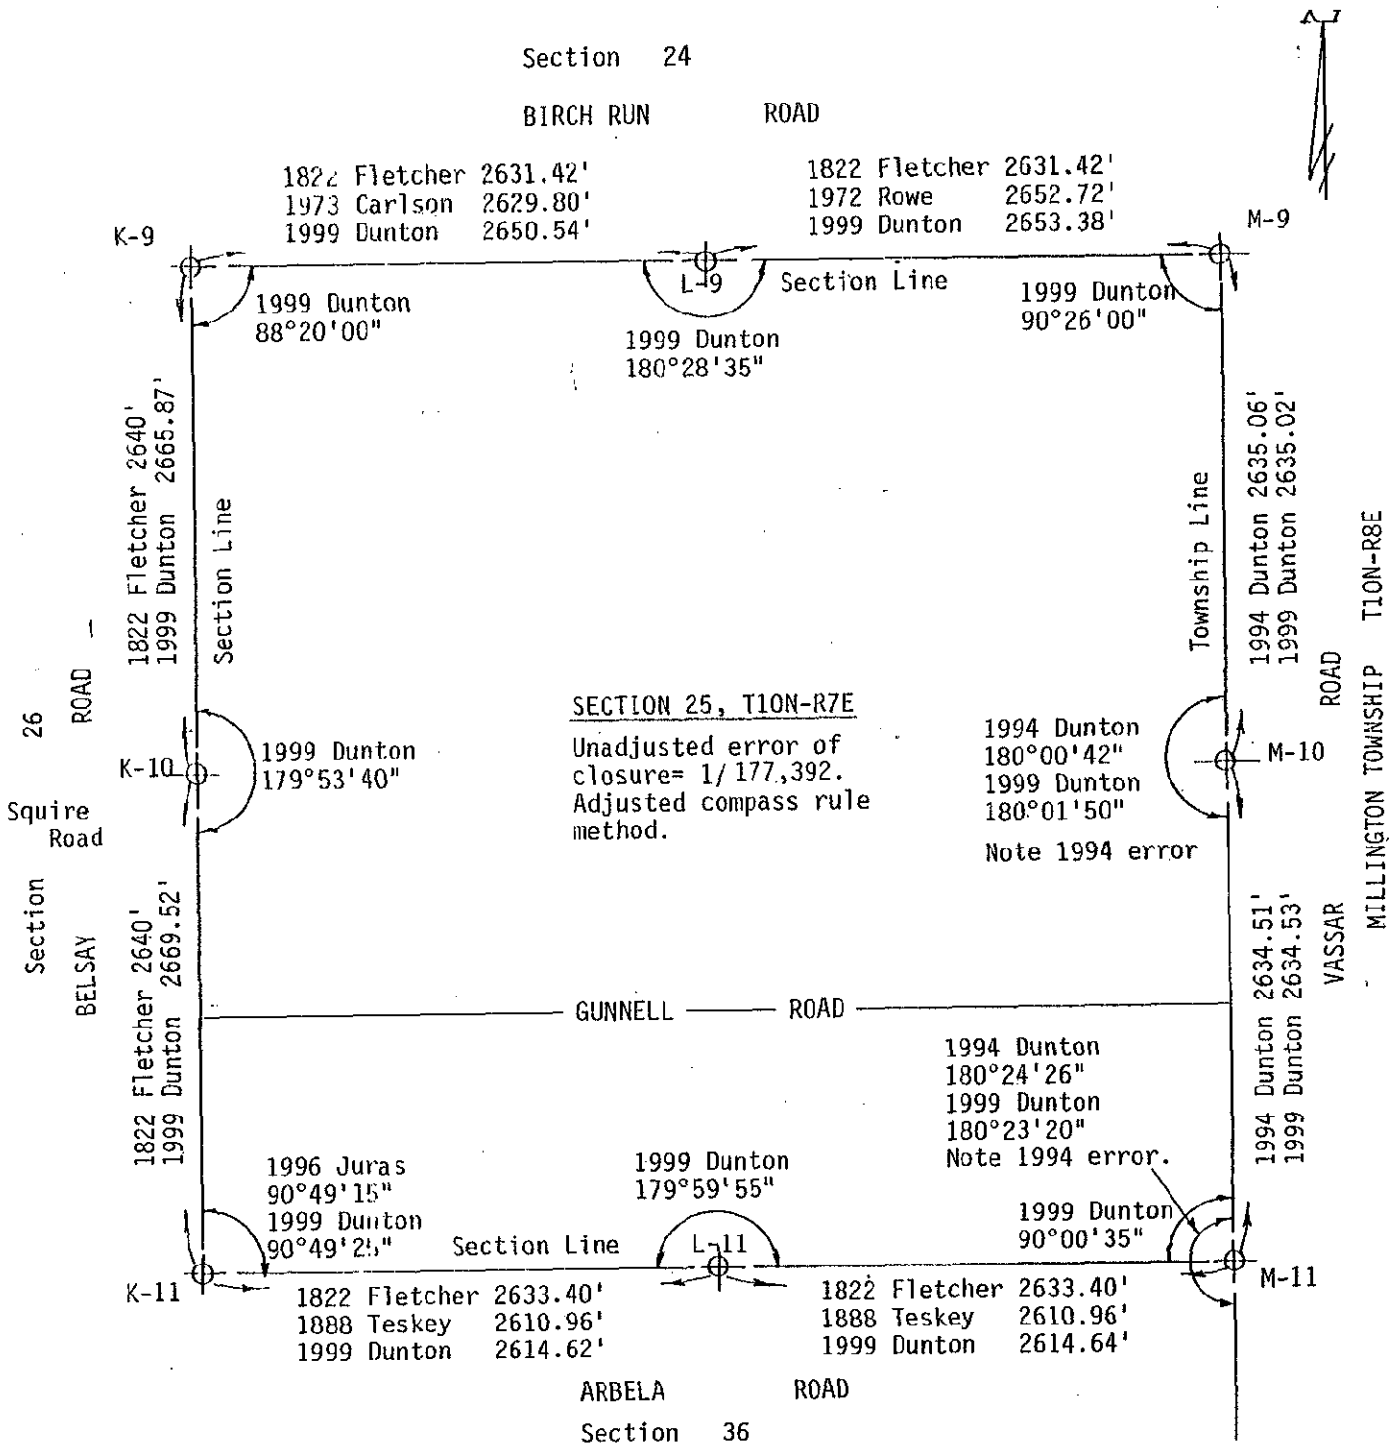 Section 24
BIRCH RUN ROAD
1822 Fletcher 2631.42'
1973 Carlson 2629.80'
1999 Dunton 2650.54'
1822 Fletcher 2631.42'
1972 Rowe 2652.72'
1999 Dunton 2653.38'
K-9
M-9
L-9
Section Line
1999 Dunton
88°20'00"
1999 Dunton
180°28'35"
1999 Dunton
90°26'00"
1822 Fletcher 2640'
1999 Dunton 2665.87'
Section Line
Township Line
1994 Dunton 2635.06'
1999 Dunton 2635.02'
Section 26
BELSAY ROAD
Squire
Road
K-10
1999 Dunton
179°53'40"
SECTION 25, T10N-R7E
Unadjusted error of
closure= 1/177,392.
Adjusted compass rule
method.
1994 Dunton
180°00'42"
1999 Dunton
180°01'50"
Note 1994 error
M-10
VASSAR ROAD
MILLINGTON TOWNSHIP T10N-R8E
1822 Fletcher 2640'
1999 Dunton 2669.52'
GUNNELL ROAD
1994 Dunton 2634.51'
1999 Dunton 2634.53'
1994 Dunton
180°24'26"
1999 Dunton
180°23'20"
Note 1994 error.
1996 Juras
90°49'15"
1999 Dunton
90°49'25"
1999 Dunton
179°59'55"
1999 Dunton
90°00'35"
Section Line
L-11
K-11
M-11
1822 Fletcher 2633.40'
1888 Teskey 2610.96'
1999 Dunton 2614.62'
1822 Fletcher 2633.40'
1888 Teskey 2610.96'
1999 Dunton 2614.64'
ARBELA ROAD
Section 36